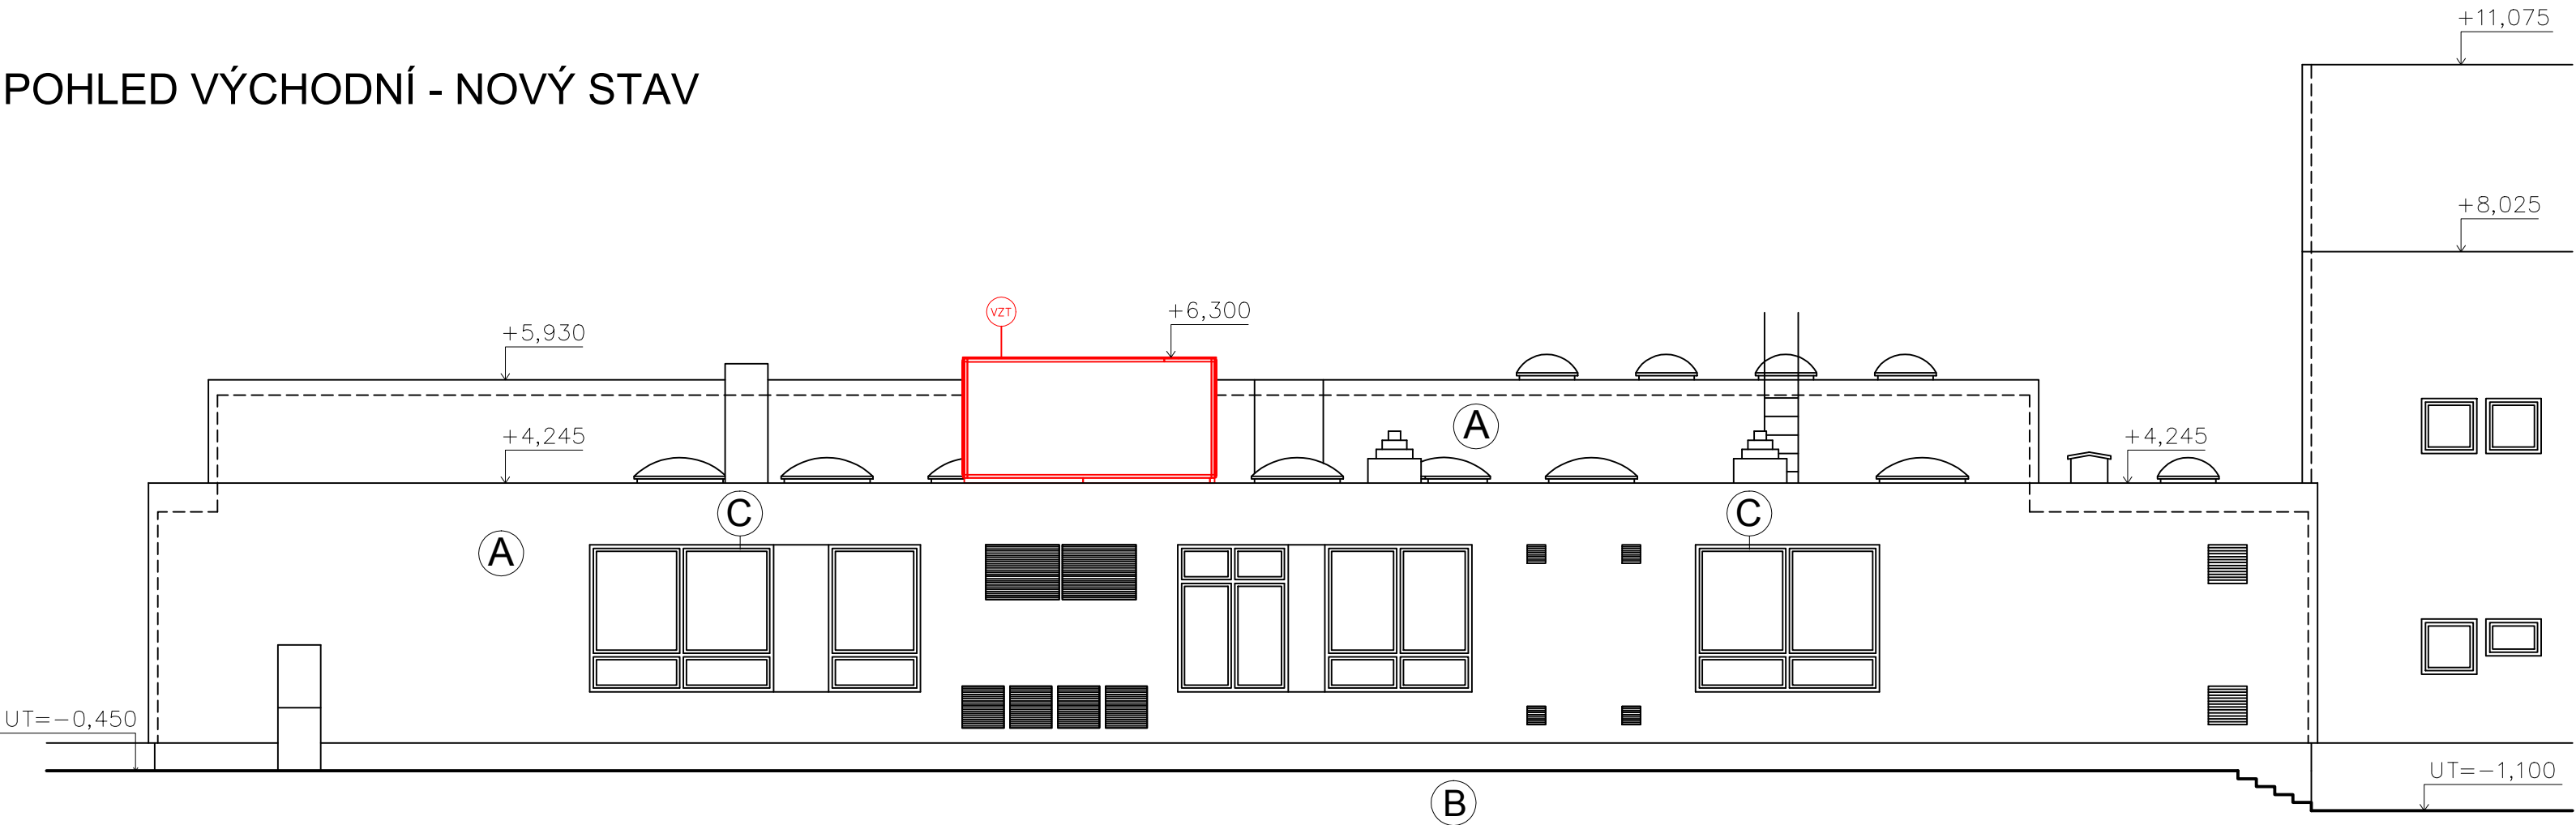 +11,075
POHLED VÝCHODNÍ - NOVÝ STAV
+8,025
VZT
+6,300
+5,930
A
+4,245
+4,245
C
C
A
UT=-0,450
UT=-1,100
B